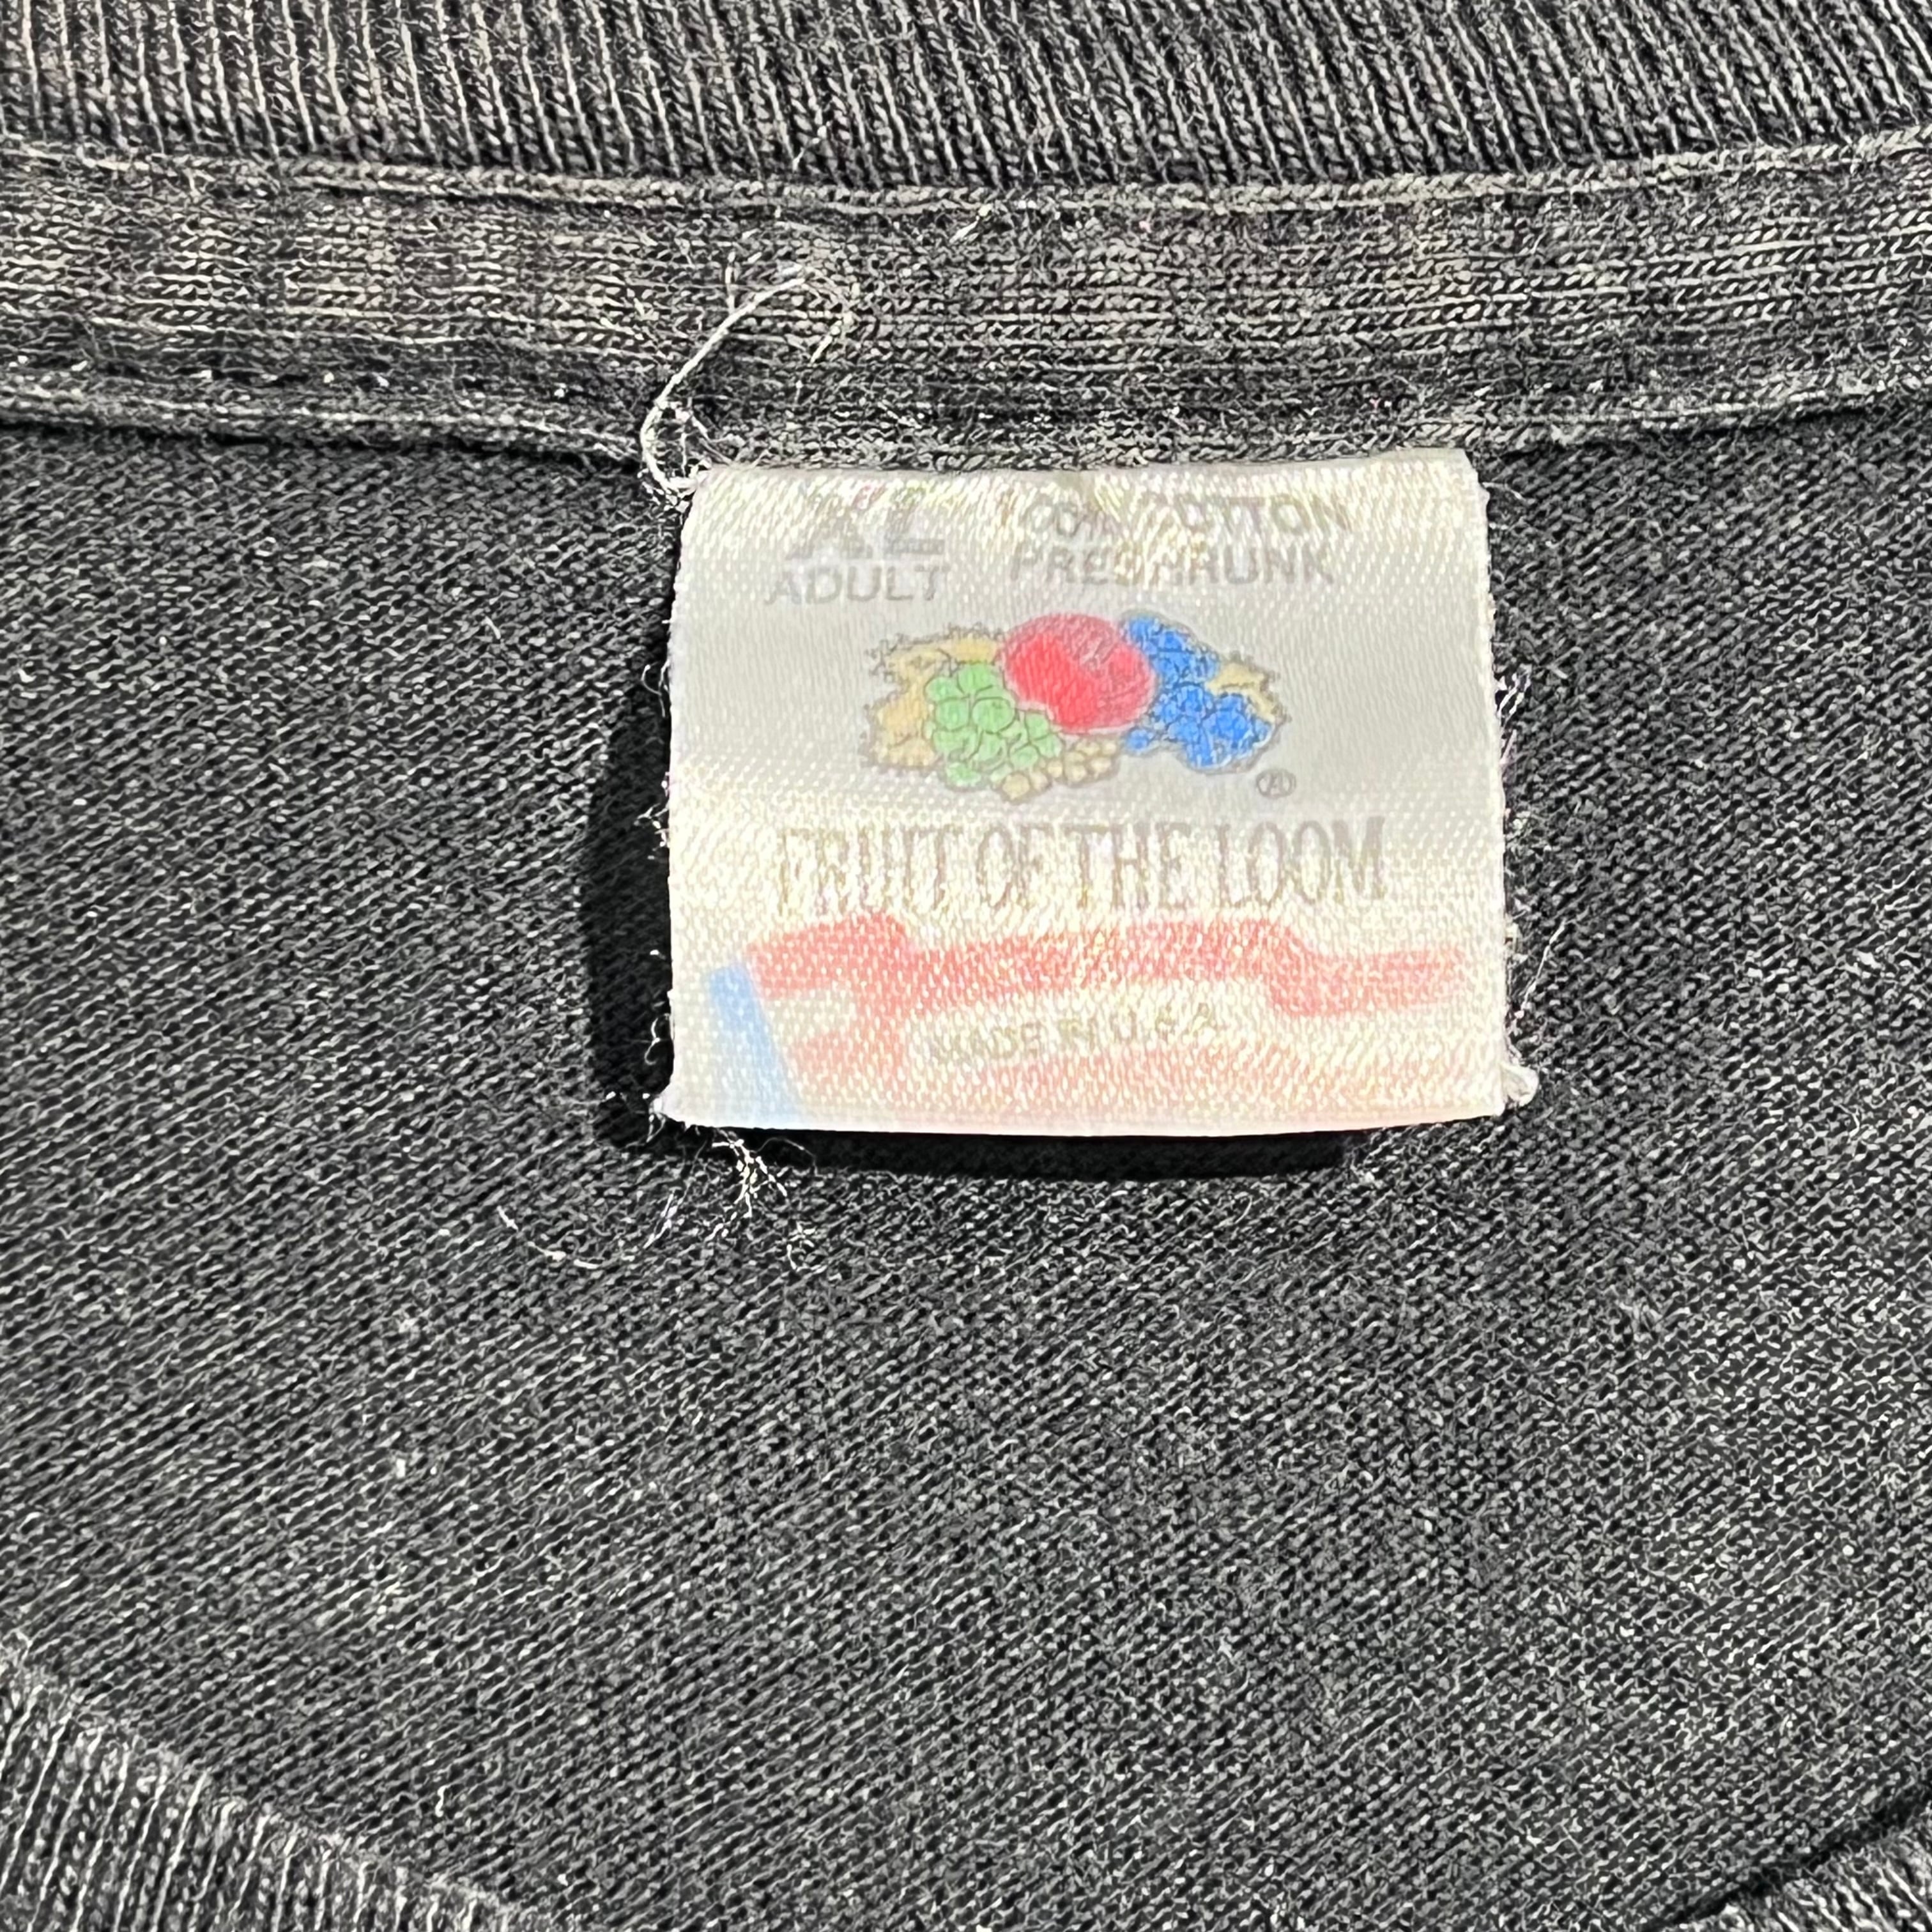 XL 100% COTTON
ADULT PRESHRUNK
®
FRUIT OF THE LOOM
MADE IN U.S.A.